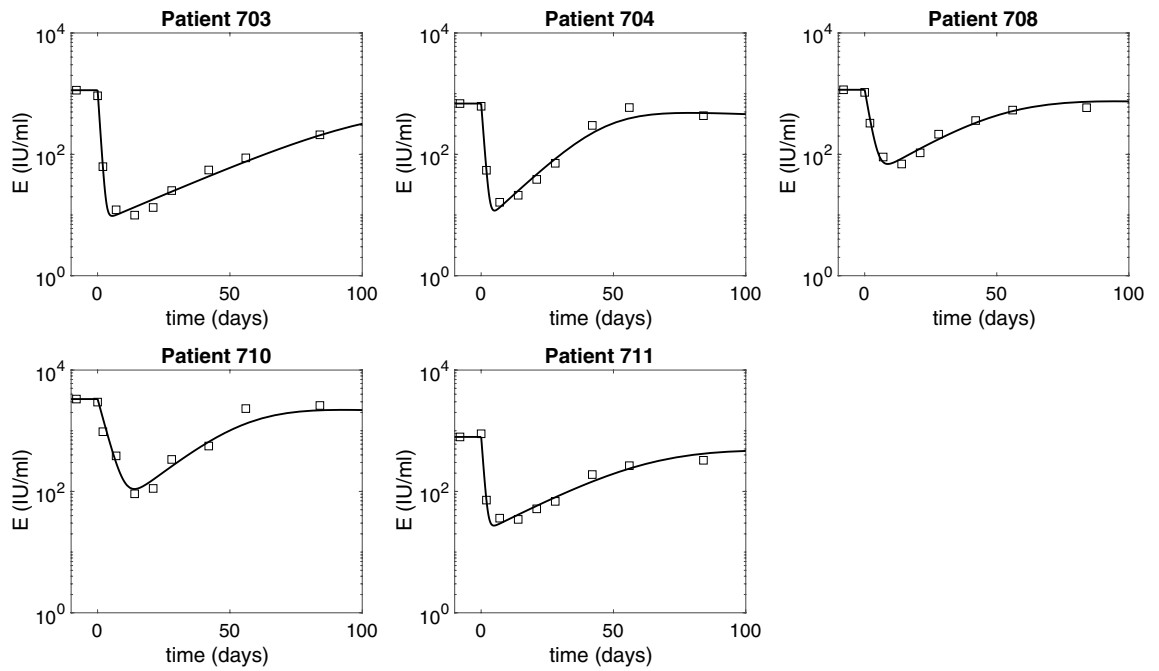 Patient 703
Patient 704
Patient 708
10^4
10^2
10^0
E (IU/ml)
0
50
100
time (days)
10^4
10^2
10^0
E (IU/ml)
0
50
100
time (days)
10^4
10^2
10^0
E (IU/ml)
0
50
100
time (days)
Patient 710
Patient 711
10^4
10^2
10^0
E (IU/ml)
0
50
100
time (days)
10^4
10^2
10^0
E (IU/ml)
0
50
100
time (days)